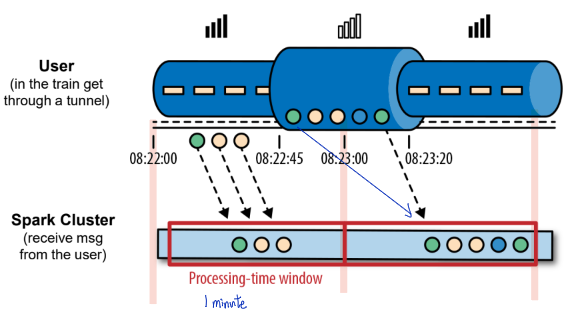 User
(in the train get
through a tunnel)
08:22:00
08:22:45
08:23:00
08:23:20
Spark Cluster
(receive msg
from the user)
Processing-time window
1 minute